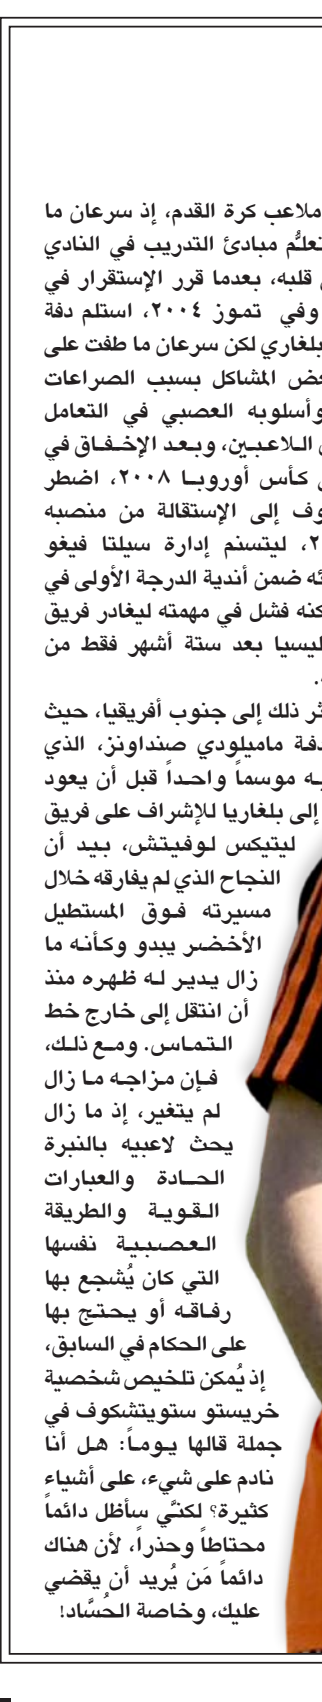 ملاعب كرة القدم، إذ سرعان ما
تعلُّم مبادئ التدريب في النادي
قلبه، بعدما قرر الإستقرار في
وفي تموز ٢٠٠٤، استلم دفة
بلغاري لكن سرعان ما طفت على
المشاكل بسبب الصراعات
وأسلوبه العصبي في التعامل
اللاعبين، وبعد الإخفاق في
كأس أوروبا ٢٠٠٨، اضطر
إلى الإستقالة من منصبه
ليتسنم إدارة سيلتا فيغو
ضمن أندية الدرجة الأولى في
فشل في مهمته ليغادر فريق
بعد ستة أشهر فقط من
ذلك إلى جنوب أفريقيا، حيث
دفة ماميلودي صنداونز، الذي
موسماً واحداً قبل أن يعود
إلى بلغاريا للإشراف على فريق
ليتيكس لوفيتش، بيد أن
النجاح الذي لم يفارقه خلال
مسيرته فوق المستطيل
الأخضر يبدو وكأنه ما
زال يدير له ظهره منذ
أن انتقل إلى خارج خط
التماس. ومع ذلك،
فإن مزاجه ما زال
لم يتغير، إذ ما زال
يحث لاعبيه بالنبرة
الحادة والعبارات
القوية والطريقة
العصبية نفسها
التي كان يُشجع بها
رفاقه أو يحتج بها
على الحكام في السابق،
إذ يُمكن تلخيص شخصية
خريستو ستويتشكوف في
جملة قالها يوماً: هل أنا
نادم على شيء، على أشياء
كثيرة؟ لكنّي سأظل دائماً
محتاطاً وحذراً، لأن هناك
دائماً مَن يُريد أن يقضي
عليك، وخاصة الحُسَّاد!